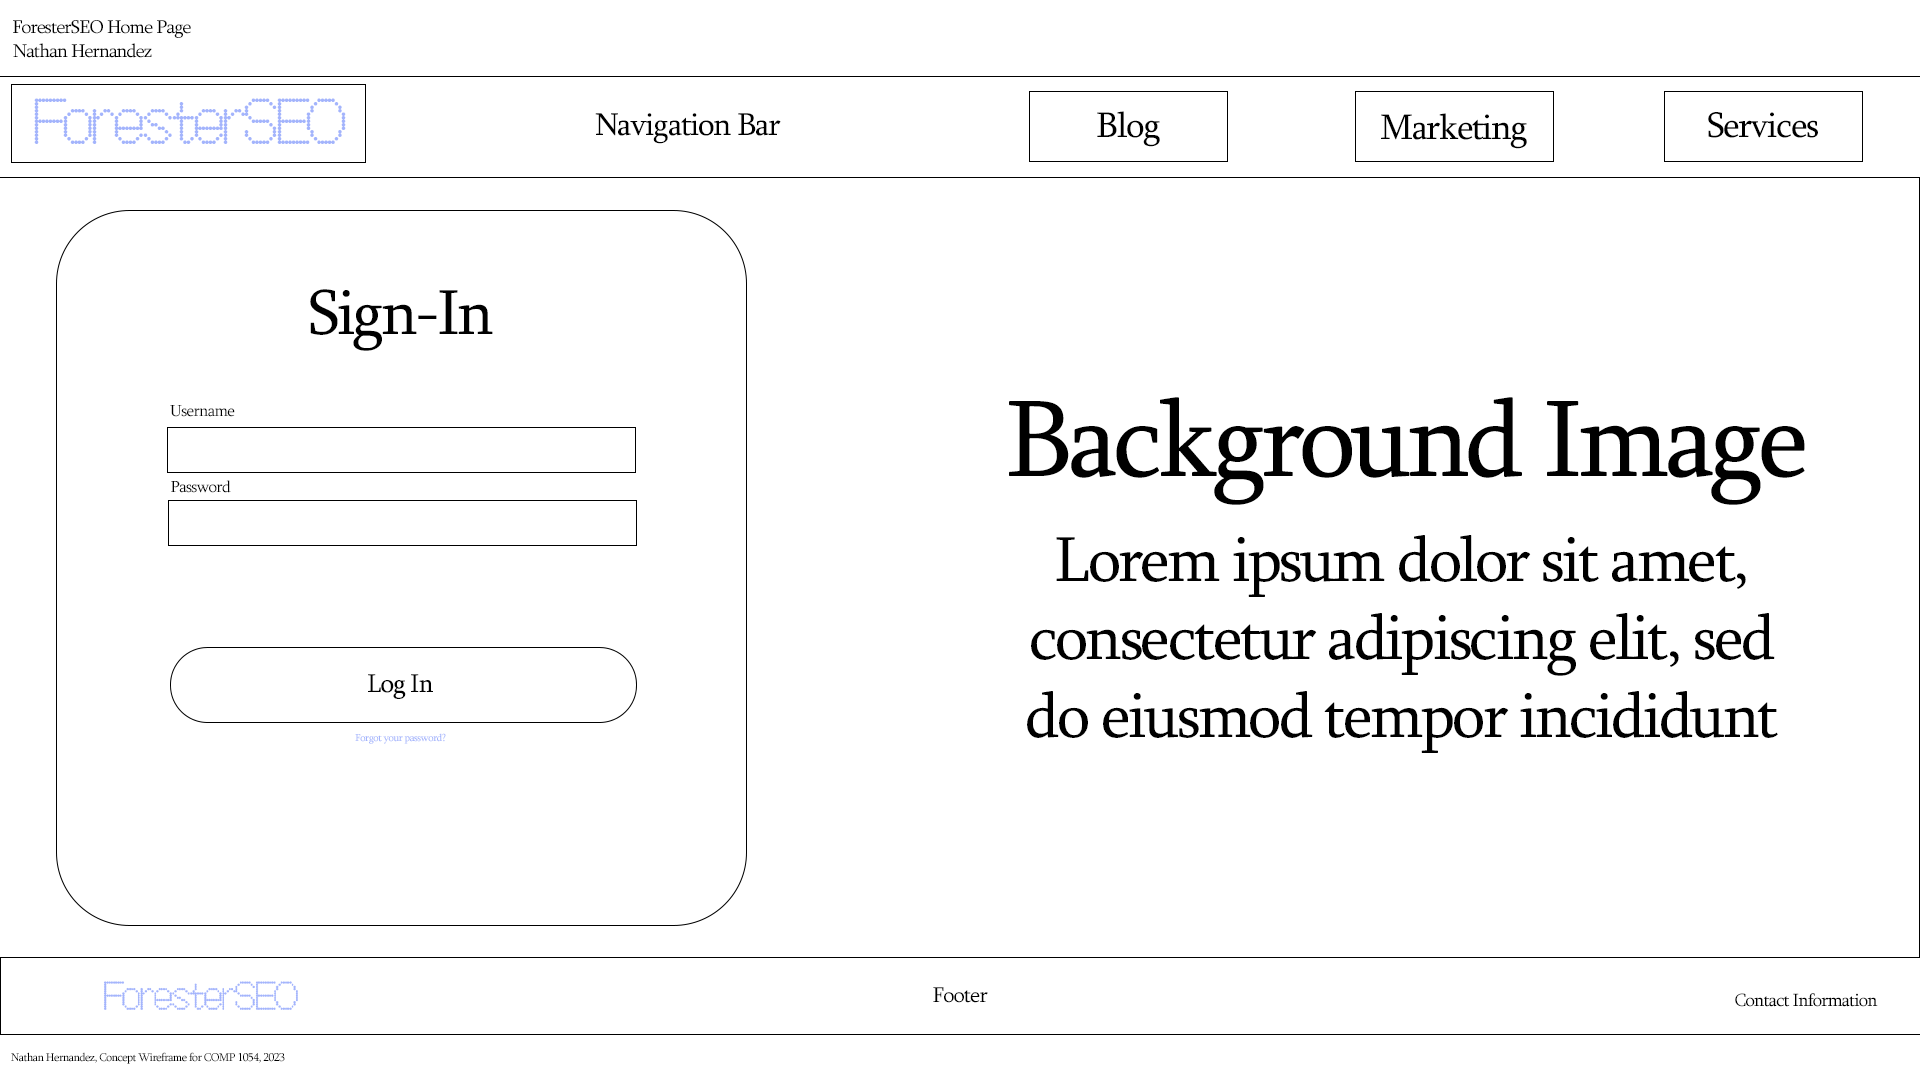 ForesterSEO Home Page
Nathan Hernandez
ForesterSEO
Navigation Bar
Blog
Marketing
Services
Sign-In
Username
Password
Log In
Forgot your password?
Background Image
Lorem ipsum dolor sit amet,
consectetur adipiscing elit, sed
do eiusmod tempor incididunt
ForesterSEO
Footer
Contact Information
Nathan Hernandez, Concept Wireframe for COMP 1054, 2023